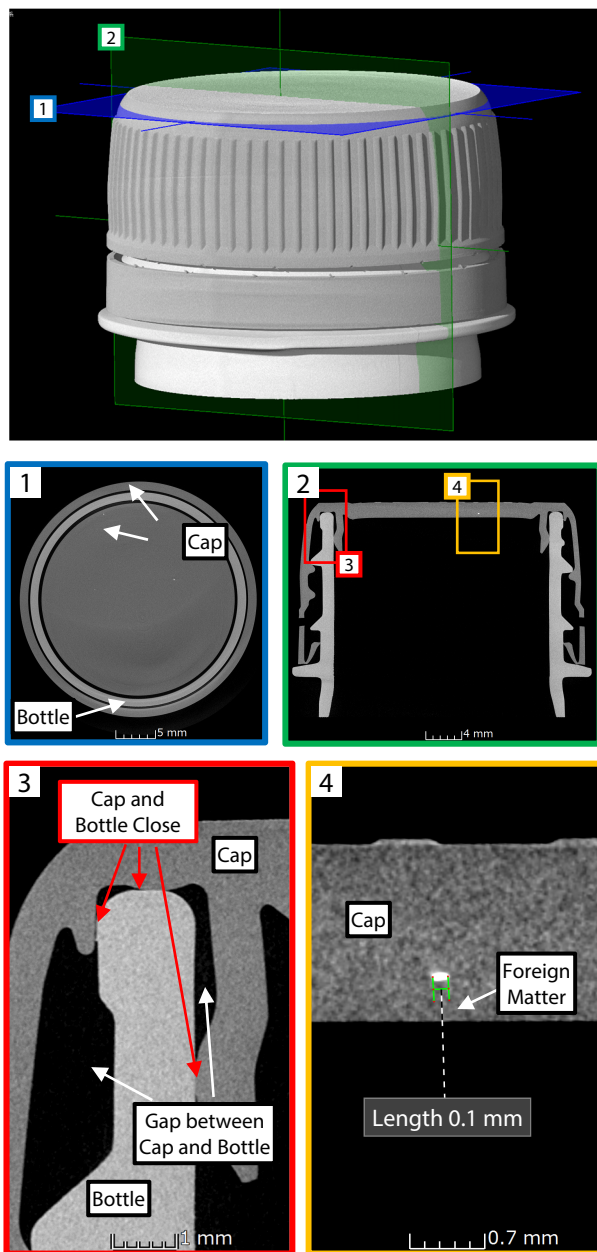 2
1
1
Cap
Bottle
5 mm
2
4
3
4 mm
3
Cap and
Bottle Close
Cap
Gap between
Cap and Bottle
Bottle
1 mm
4
Cap
Foreign
Matter
Length 0.1 mm
0.7 mm